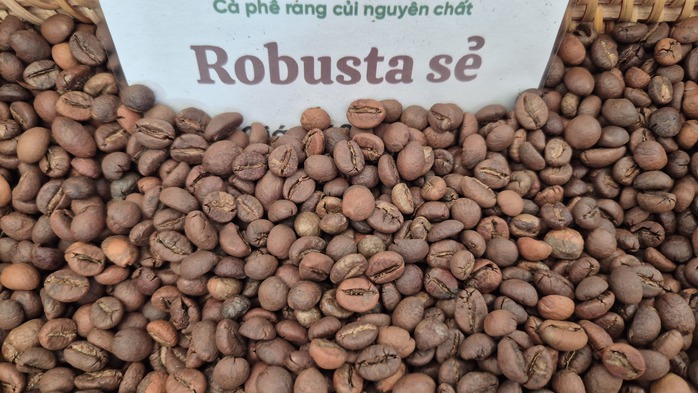 Cà phê rang củi nguyên chất
Robusta sẻ